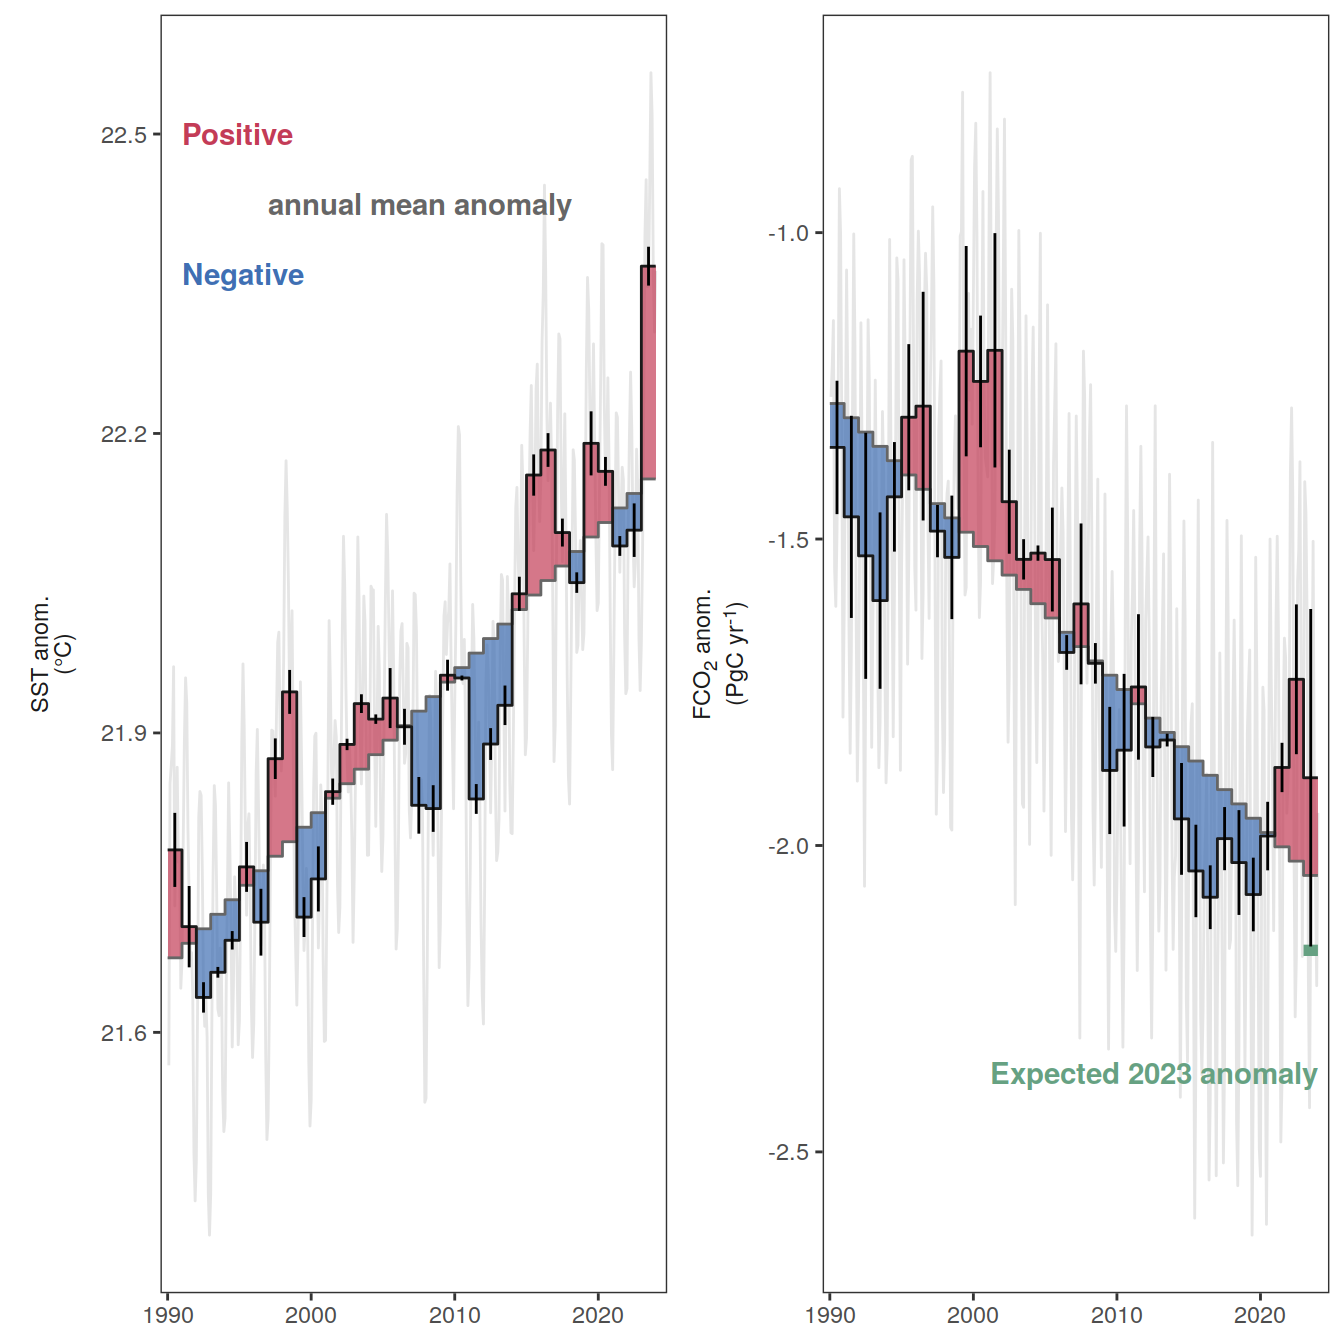 SST anom.
(°C)
22.5
22.2
21.9
21.6
Positive
annual mean anomaly
Negative
1990
2000
2010
2020
FCO₂ anom.
(PgC yr⁻¹)
-1.0
-1.5
-2.0
-2.5
Expected 2023 anomaly
1990
2000
2010
2020